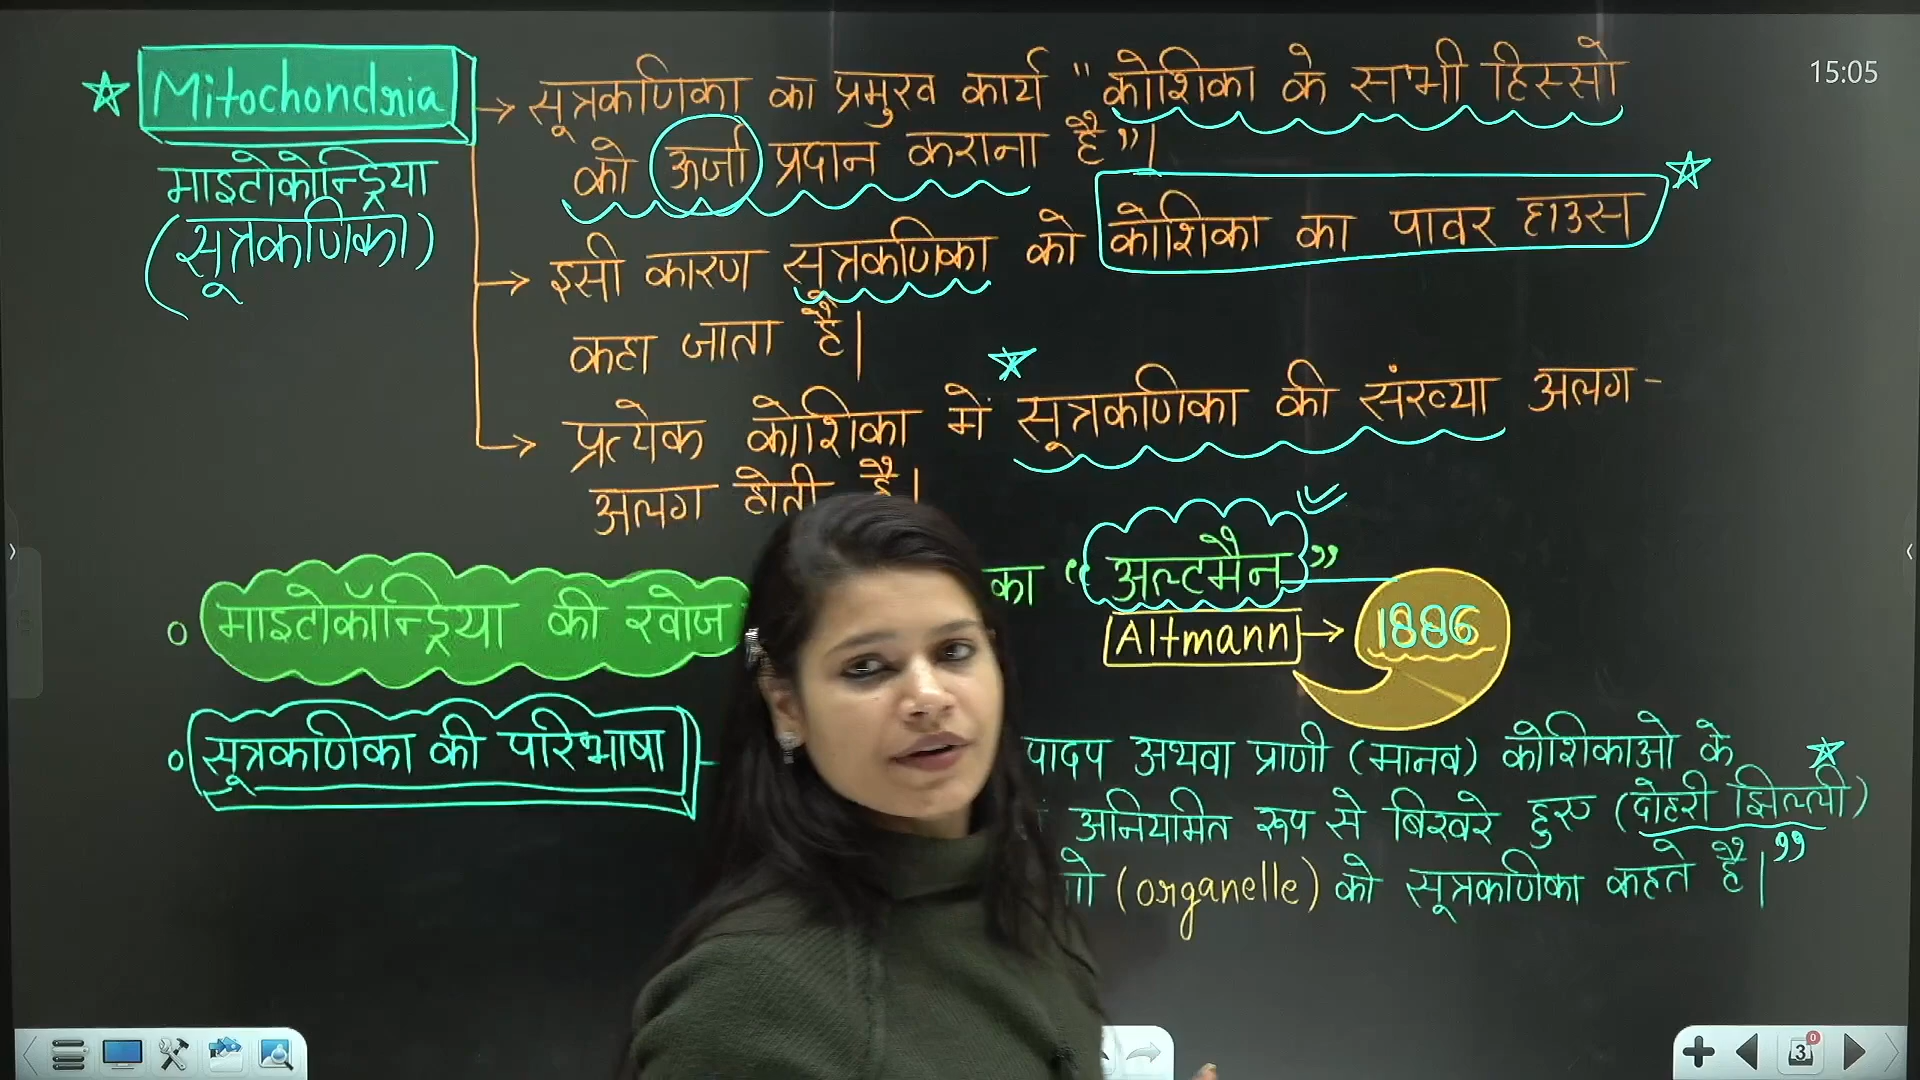 Mitochondria
माइटोकोन्ड्रिया
(सूत्रकणिका)
→ सूत्रकणिका का प्रमुख कार्य "कोशिका के सभी हिस्सो
को ऊर्जा प्रदान कराना है"|
→ इसी कारण सूत्रकणिका को कोशिका का पावर हाउस
कहा जाता है|
→ प्रत्येक कोशिका में सूत्रकणिका की संख्या अलग-
अलग होती है|
माइटोकॉन्ड्रिया की खोज
का "अल्टमैन"
Altmann → 1886
सूत्रकणिका की परिभाषा
पादप अथवा प्राणी (मानव) कोशिकाओ के
अनियमित रूप से बिखरे हुए (दोहरी झिल्ली)
(organelle) को सूत्रकणिका कहते है|"
15:05
3
0